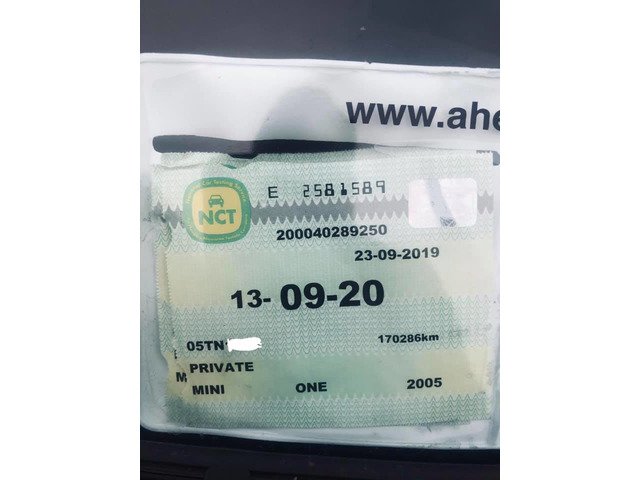 www.ahe
E 2581589
NCT
200040289250
23-09-2019
13-09-20
05TN
170286km
PRIVATE
M
MINI ONE 2005